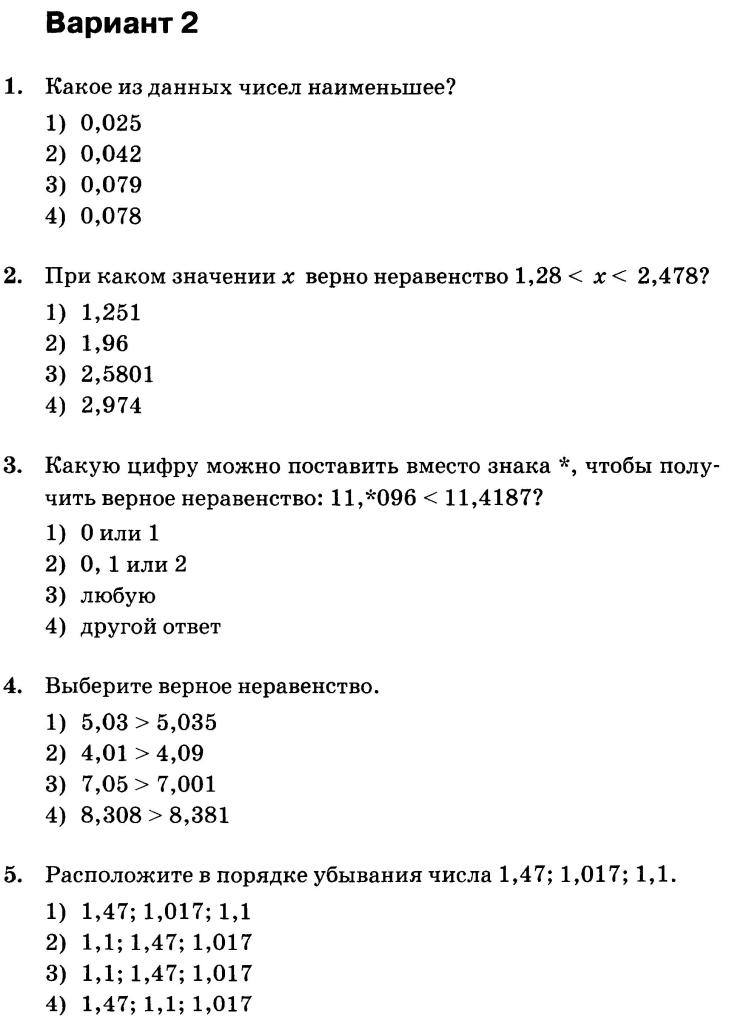 Вариант 2
1. Какое из данных чисел наименьшее?
1) 0,025
2) 0,042
3) 0,079
4) 0,078
2. При каком значении x верно неравенство 1,28 < x < 2,478?
1) 1,251
2) 1,96
3) 2,5801
4) 2,974
3. Какую цифру можно поставить вместо знака *, чтобы полу-
чить верное неравенство: 11,*096 < 11,4187?
1) 0 или 1
2) 0, 1 или 2
3) любую
4) другой ответ
4. Выберите верное неравенство.
1) 5,03 > 5,035
2) 4,01 > 4,09
3) 7,05 > 7,001
4) 8,308 > 8,381
5. Расположите в порядке убывания числа 1,47; 1,017; 1,1.
1) 1,47; 1,017; 1,1
2) 1,1; 1,47; 1,017
3) 1,1; 1,47; 1,017
4) 1,47; 1,1; 1,017